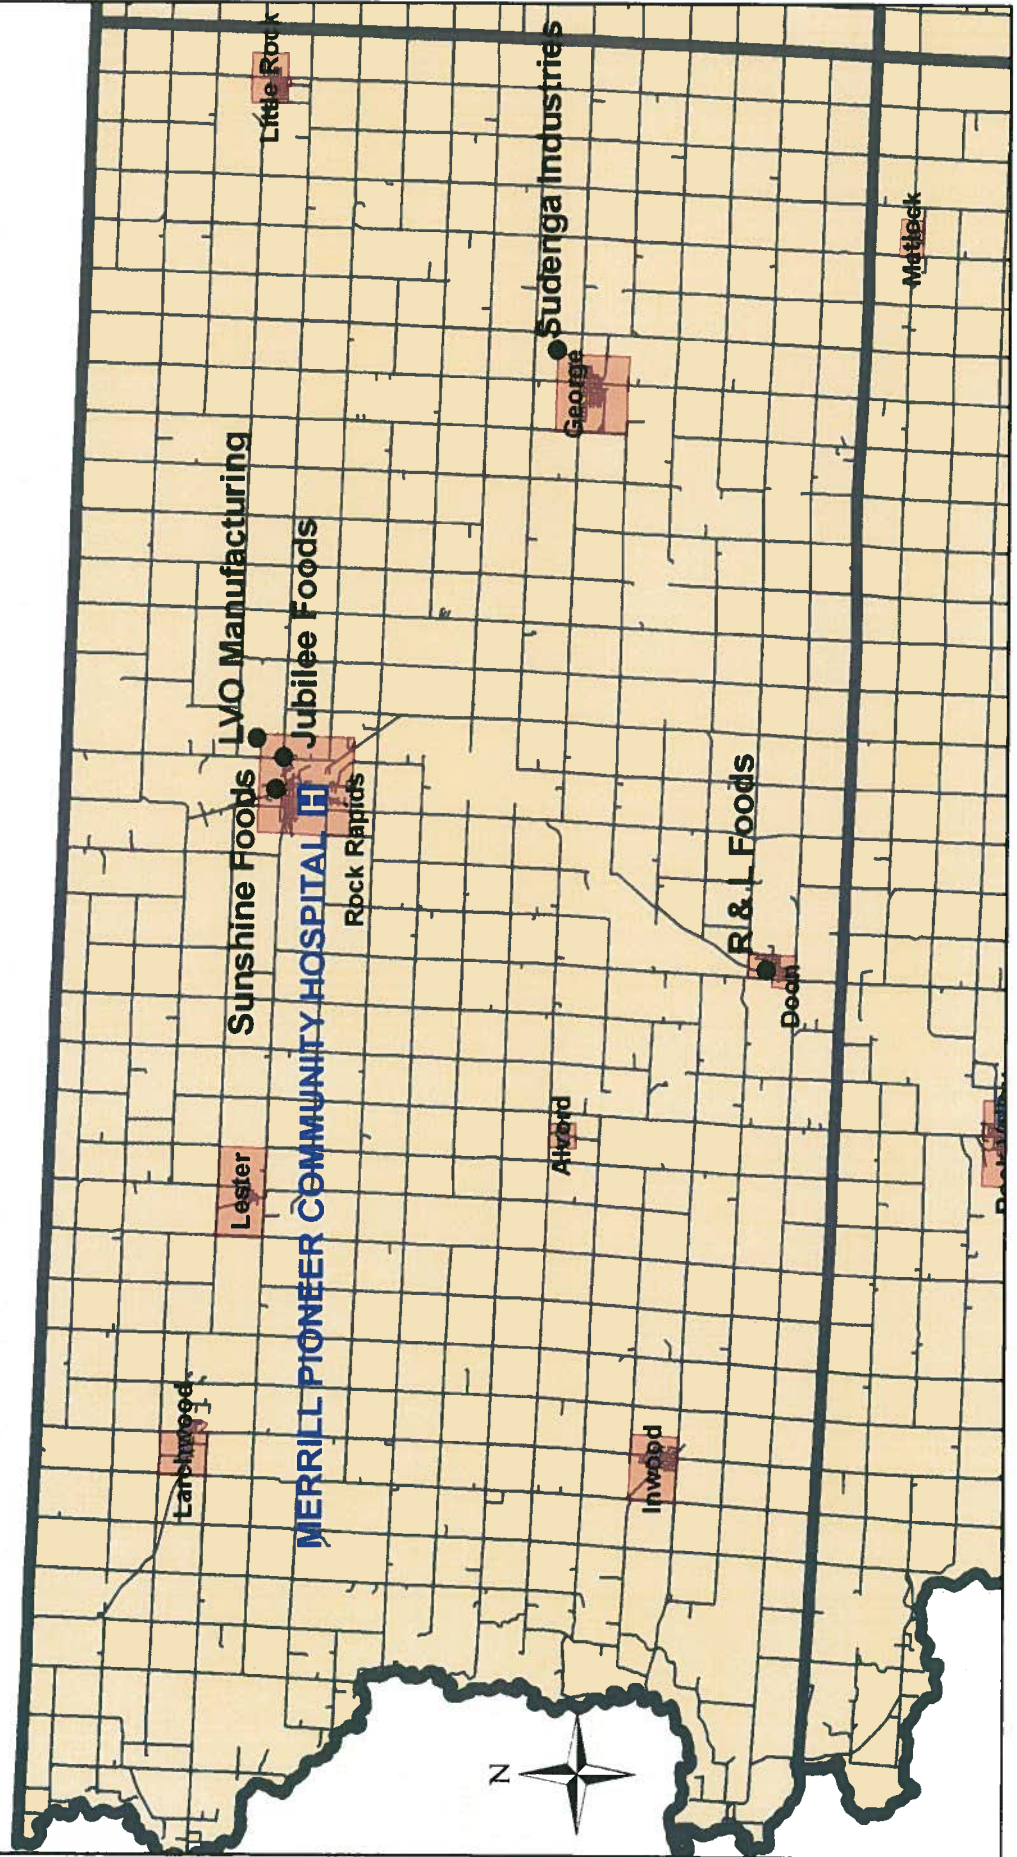 Little Rock
LVO Manufacturing
Sunshine Foods
Jubilee Foods
MERRILL PIONEER COMMUNITY HOSPITAL H
Rock Rapids
Lester
Larchwood
Sudenga Industries
George
Alvord
Inwood
R & L Foods
Doon
Matlock
N